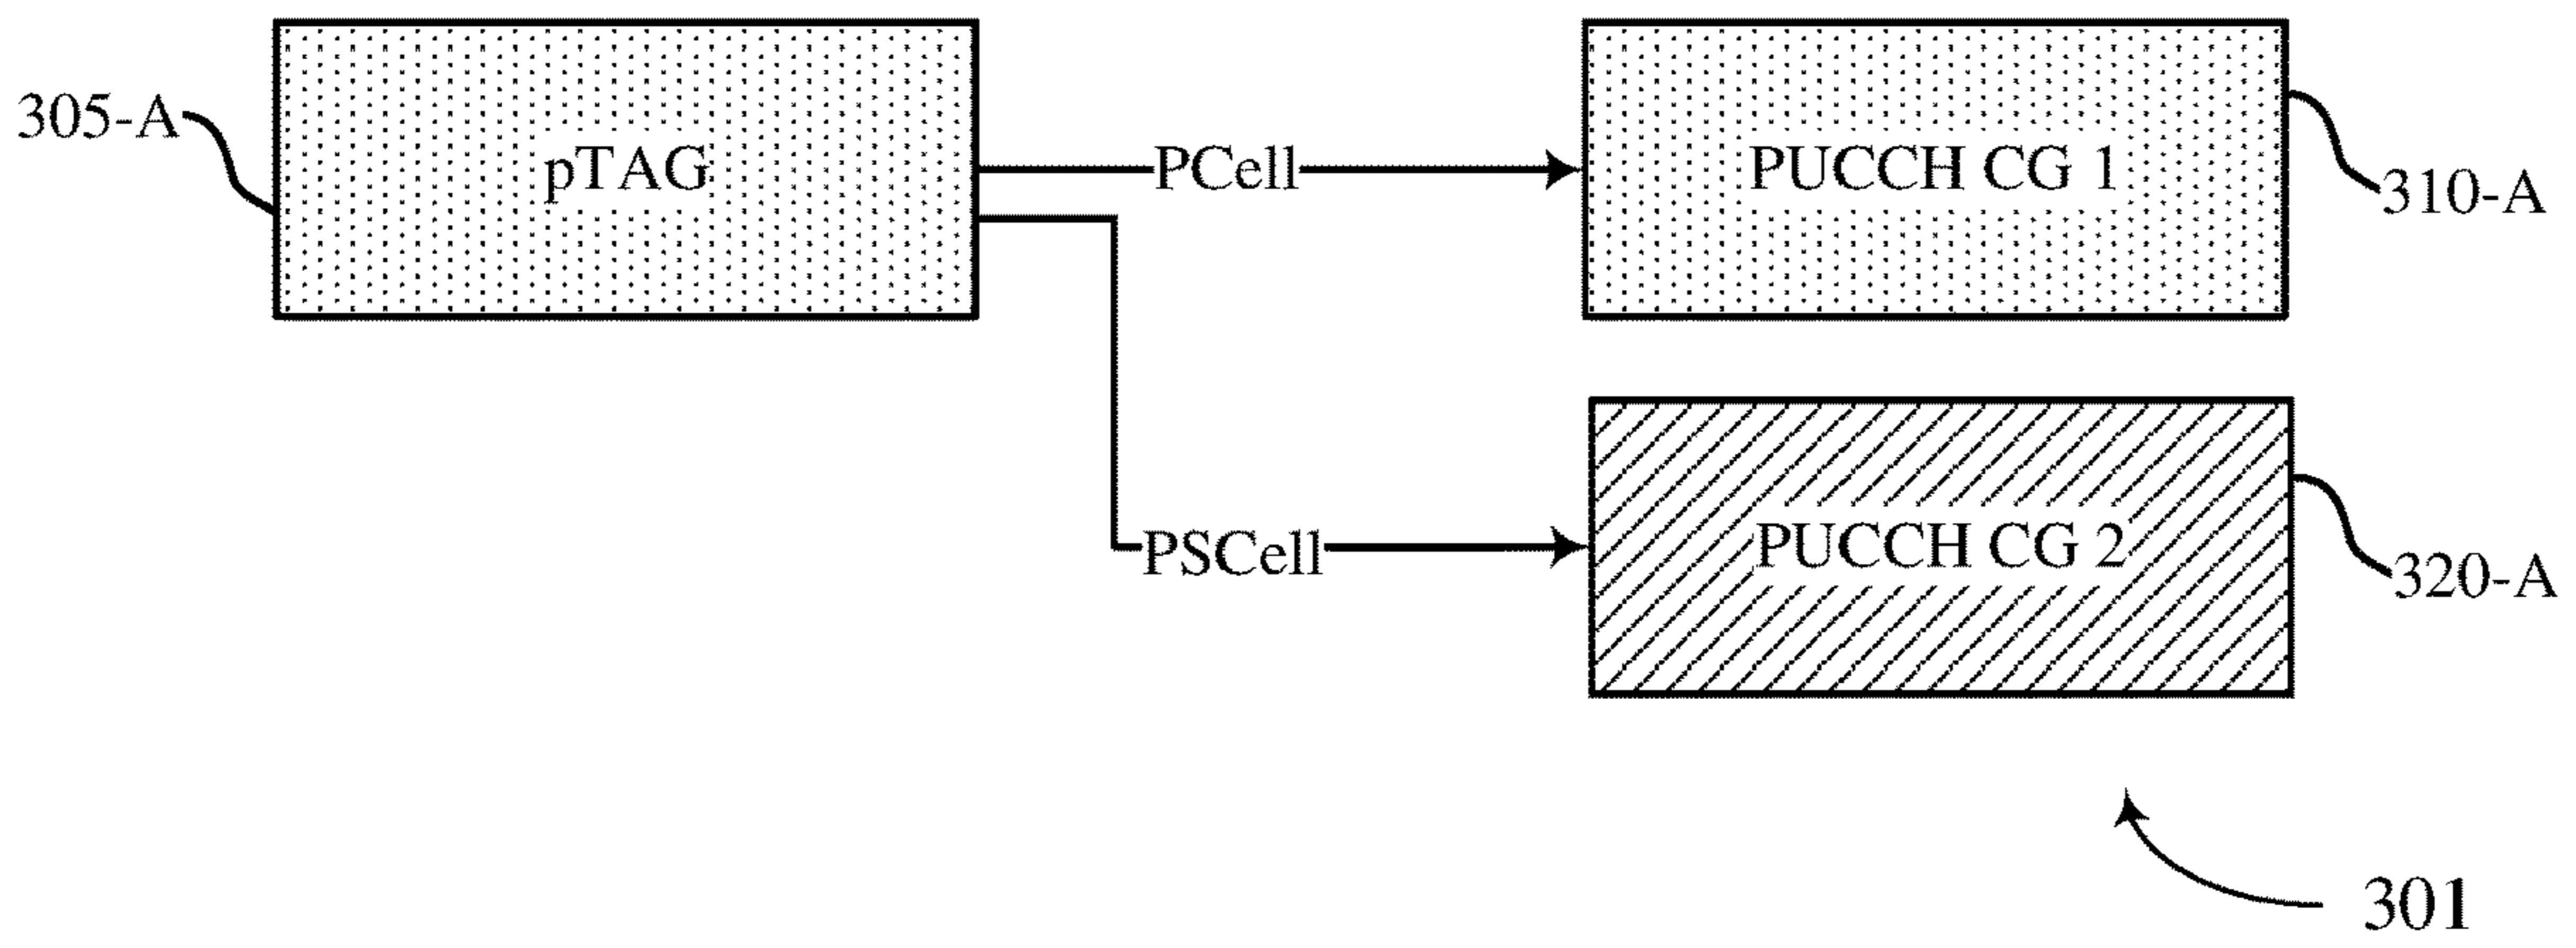 305-A
pTAG
PCell
PUCCH CG 1
310-A
PSCell
PUCCH CG 2
320-A
301